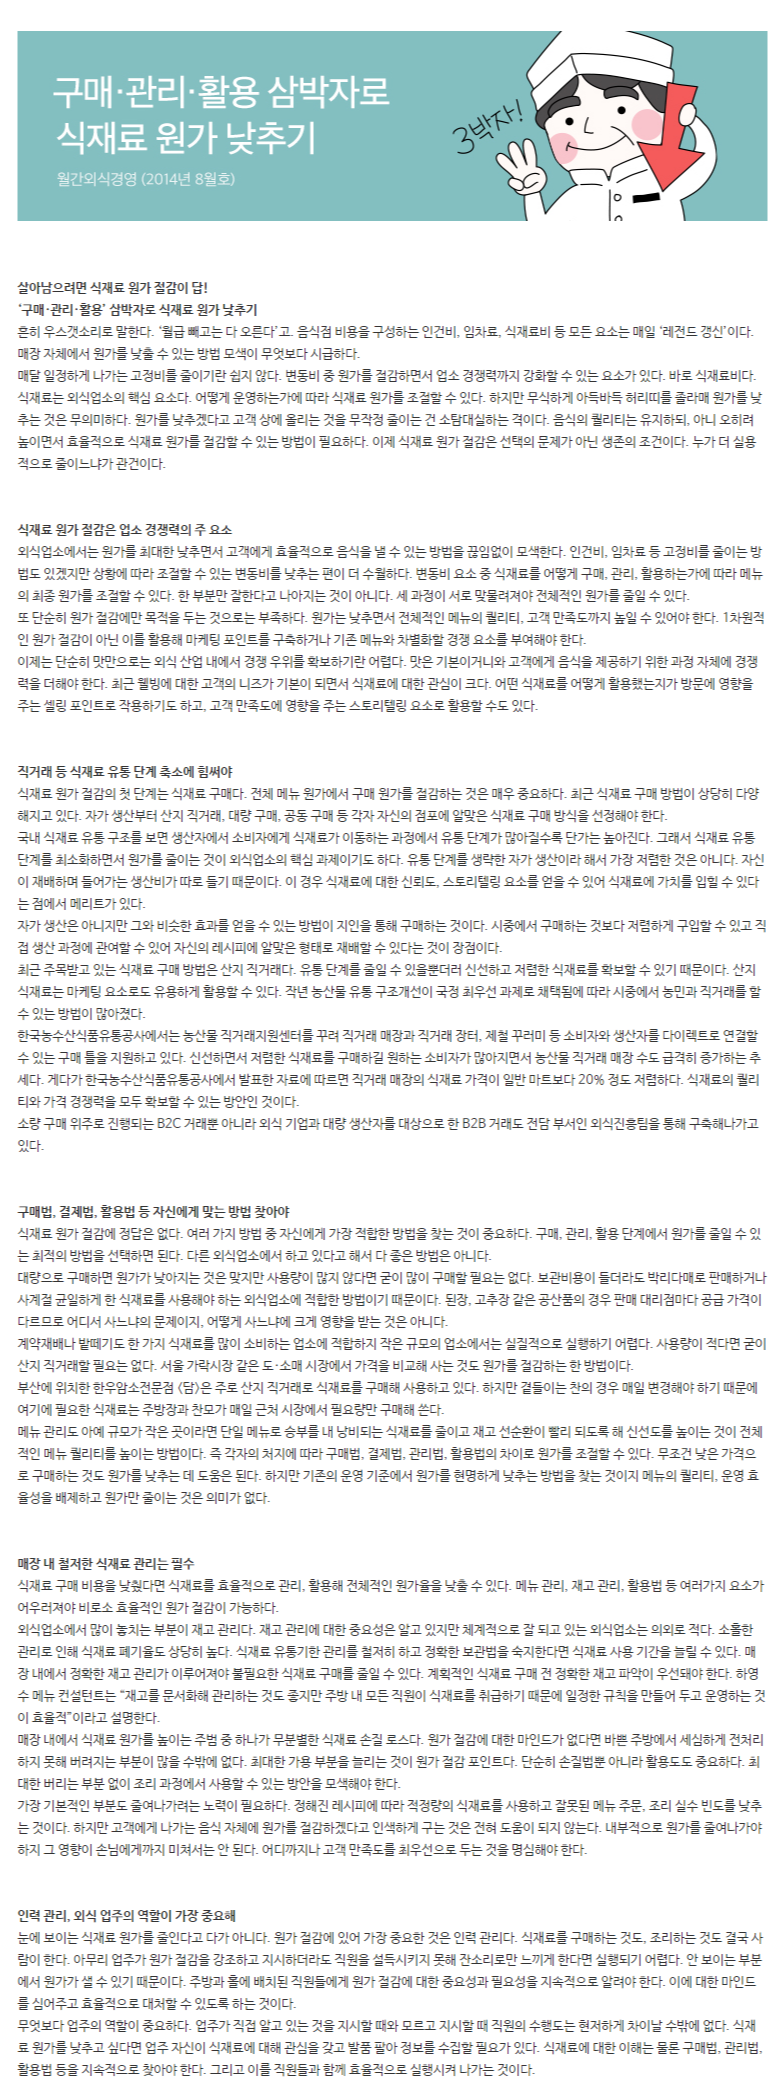 구매·관리·활용 삼박자로
식재료 원가 낮추기
월간외식경영 (2014년 8월호)
3박자!
살아남으려면 식재료 원가 절감이 답!
‘구매·관리·활용’ 삼박자로 식재료 원가 낮추기
흔히 우스갯소리로 말한다. ‘월급 빼고는 다 오른다’고. 음식점 비용을 구성하는 인건비, 임차료, 식재료비 등 모든 요소는 매일 ‘레전드 갱신’이다.
매장 자체에서 원가를 낮출 수 있는 방법 모색이 무엇보다 시급하다.
매달 일정하게 나가는 고정비를 줄이기란 쉽지 않다. 변동비 중 원가를 절감하면서 업소 경쟁력까지 강화할 수 있는 요소가 있다. 바로 식재료비다.
식재료는 외식업소의 핵심 요소다. 어떻게 운영하는가에 따라 식재료 원가를 조절할 수 있다. 하지만 무식하게 아득바득 허리띠를 졸라매 원가를 낮
추는 것은 무의미하다. 원가를 낮추겠다고 고객 상에 올리는 것을 무작정 줄이는 건 소탐대실하는 격이다. 음식의 퀄리티는 유지하되, 아니 오히려
높이면서 효율적으로 식재료 원가를 절감할 수 있는 방법이 필요하다. 이제 식재료 원가 절감은 선택의 문제가 아닌 생존의 조건이다. 누가 더 실용
적으로 줄이느냐가 관건이다.
식재료 원가 절감은 업소 경쟁력의 주 요소
외식업소에서는 원가를 최대한 낮추면서 고객에게 효율적으로 음식을 낼 수 있는 방법을 끊임없이 모색한다. 인건비, 임차료 등 고정비를 줄이는 방
법도 있겠지만 상황에 따라 조절할 수 있는 변동비를 낮추는 편이 더 수월하다. 변동비 요소 중 식재료를 어떻게 구매, 관리, 활용하는가에 따라 메뉴
의 최종 원가를 조절할 수 있다. 한 부분만 잘한다고 나아지는 것이 아니다. 세 과정이 서로 맞물려져야 전체적인 원가를 줄일 수 있다.
또 단순히 원가 절감에만 목적을 두는 것으로는 부족하다. 원가는 낮추면서 전체적인 메뉴의 퀄리티, 고객 만족도까지 높일 수 있어야 한다. 1차원적
인 원가 절감이 아닌 이를 활용해 마케팅 포인트를 구축하거나 기존 메뉴와 차별화할 경쟁 요소를 부여해야 한다.
이제는 단순히 맛만으로는 외식 산업 내에서 경쟁 우위를 확보하기란 어렵다. 맛은 기본이거니와 고객에게 음식을 제공하기 위한 과정 자체에 경쟁
력을 더해야 한다. 최근 웰빙에 대한 고객의 니즈가 기본이 되면서 식재료에 대한 관심이 크다. 어떤 식재료를 어떻게 활용했는지가 방문에 영향을
주는 셀링 포인트로 작용하기도 하고, 고객 만족도에 영향을 주는 스토리텔링 요소로 활용할 수도 있다.
직거래 등 식재료 유통 단계 축소에 힘써야
식재료 원가 절감의 첫 단계는 식재료 구매다. 전체 메뉴 원가에서 구매 원가를 절감하는 것은 매우 중요하다. 최근 식재료 구매 방법이 상당히 다양
해지고 있다. 자가 생산부터 산지 직거래, 대량 구매, 공동 구매 등 각자 자신의 점포에 알맞은 식재료 구매 방식을 선정해야 한다.
국내 식재료 유통 구조를 보면 생산자에서 소비자에게 식재료가 이동하는 과정에서 유통 단계가 많아질수록 단가는 높아진다. 그래서 식재료 유통
단계를 최소화하면서 원가를 줄이는 것이 외식업소의 핵심 과제이기도 하다. 유통 단계를 생략한 자가 생산이라 해서 가장 저렴한 것은 아니다. 자신
이 재배하며 들어가는 생산비가 따로 들기 때문이다. 이 경우 식재료에 대한 신뢰도, 스토리텔링 요소를 얻을 수 있어 식재료에 가치를 입힐 수 있다
는 점에서 메리트가 있다.
자가 생산은 아니지만 그와 비슷한 효과를 얻을 수 있는 방법이 지인을 통해 구매하는 것이다. 시중에서 구매하는 것보다 저렴하게 구입할 수 있고 직
접 생산 과정에 관여할 수 있어 자신의 레시피에 알맞은 형태로 재배할 수 있다는 것이 장점이다.
최근 주목받고 있는 식재료 구매 방법은 산지 직거래다. 유통 단계를 줄일 수 있을뿐더러 신선하고 저렴한 식재료를 확보할 수 있기 때문이다. 산지
식재료는 마케팅 요소로도 유용하게 활용할 수 있다. 작년 농산물 유통 구조개선이 국정 최우선 과제로 채택됨에 따라 시중에서 농민과 직거래를 할
수 있는 방법이 많아졌다.
한국농수산식품유통공사에서는 농산물 직거래지원센터를 꾸려 직거래 매장과 직거래 장터, 제철 꾸러미 등 소비자와 생산자를 다이렉트로 연결할
수 있는 구매 틀을 지원하고 있다. 신선하면서 저렴한 식재료를 구매하길 원하는 소비자가 많아지면서 농산물 직거래 매장 수도 급격히 증가하는 추
세다. 게다가 한국농수산식품유통공사에서 발표한 자료에 따르면 직거래 매장의 식재료 가격이 일반 마트보다 20% 정도 저렴하다. 식재료의 퀄리
티와 가격 경쟁력을 모두 확보할 수 있는 방안인 것이다.
소량 구매 위주로 진행되는 B2C 거래뿐 아니라 외식 기업과 대량 생산자를 대상으로 한 B2B 거래도 전담 부서인 외식진흥팀을 통해 구축해나가고
있다.
구매법, 결제법, 활용법 등 자신에게 맞는 방법 찾아야
식재료 원가 절감에 정답은 없다. 여러 가지 방법 중 자신에게 가장 적합한 방법을 찾는 것이 중요하다. 구매, 관리, 활용 단계에서 원가를 줄일 수 있
는 최적의 방법을 선택하면 된다. 다른 외식업소에서 하고 있다고 해서 다 좋은 방법은 아니다.
대량으로 구매하면 원가가 낮아지는 것은 맞지만 사용량이 많지 않다면 굳이 많이 구매할 필요는 없다. 보관비용이 들더라도 박리다매로 판매하거나
사계절 균일하게 한 식재료를 사용해야 하는 외식업소에 적합한 방법이기 때문이다. 된장, 고추장 같은 공산품의 경우 판매 대리점마다 공급 가격이
다르므로 어디서 사느냐의 문제이지, 어떻게 사느냐에 크게 영향을 받는 것은 아니다.
계약재배나 밭떼기도 한 가지 식재료를 많이 소비하는 업소에 적합하지 작은 규모의 업소에서는 실질적으로 실행하기 어렵다. 사용량이 적다면 굳이
산지 직거래할 필요는 없다. 서울 가락시장 같은 도·소매 시장에서 가격을 비교해 사는 것도 원가를 절감하는 한 방법이다.
부산에 위치한 한우암소전문점 〈담〉은 주로 산지 직거래로 식재료를 구매해 사용하고 있다. 하지만 곁들이는 찬의 경우 매일 변경해야 하기 때문에
여기에 필요한 식재료는 주방장과 찬모가 매일 근처 시장에서 필요량만 구매해 쓴다.
메뉴 관리도 아예 규모가 작은 곳이라면 단일 메뉴로 승부를 내 낭비되는 식재료를 줄이고 재고 선순환이 빨리 되도록 해 신선도를 높이는 것이 전체
적인 메뉴 퀄리티를 높이는 방법이다. 즉 각자의 처지에 따라 구매법, 결제법, 관리법, 활용법의 차이로 원가를 조절할 수 있다. 무조건 낮은 가격으
로 구매하는 것도 원가를 낮추는 데 도움은 된다. 하지만 기존의 운영 기준에서 원가를 현명하게 낮추는 방법을 찾는 것이지 메뉴의 퀄리티, 운영 효
율성을 배제하고 원가만 줄이는 것은 의미가 없다.
매장 내 철저한 식재료 관리는 필수
식재료 구매 비용을 낮췄다면 식재료를 효율적으로 관리, 활용해 전체적인 원가율을 낮출 수 있다. 메뉴 관리, 재고 관리, 활용법 등 여러가지 요소가
어우러져야 비로소 효율적인 원가 절감이 가능하다.
외식업소에서 많이 놓치는 부분이 재고 관리다. 재고 관리에 대한 중요성은 알고 있지만 체계적으로 잘 되고 있는 외식업소는 의외로 적다. 소홀한
관리로 인해 식재료 폐기율도 상당히 높다. 식재료 유통기한 관리를 철저히 하고 정확한 보관법을 숙지한다면 식재료 사용 기간을 늘릴 수 있다. 매
장 내에서 정확한 재고 관리가 이루어져야 불필요한 식재료 구매를 줄일 수 있다. 계획적인 식재료 구매 전 정확한 재고 파악이 우선돼야 한다. 하영
수 메뉴 컨설턴트는 “재고를 문서화해 관리하는 것도 좋지만 주방 내 모든 직원이 식재료를 취급하기 때문에 일정한 규칙을 만들어 두고 운영하는 것
이 효율적”이라고 설명한다.
매장 내에서 식재료 원가를 높이는 주범 중 하나가 무분별한 식재료 손질 로스다. 원가 절감에 대한 마인드가 없다면 바쁜 주방에서 세심하게 전처리
하지 못해 버려지는 부분이 많을 수밖에 없다. 최대한 가용 부분을 늘리는 것이 원가 절감 포인트다. 단순히 손질법뿐 아니라 활용도도 중요하다. 최
대한 버리는 부분 없이 조리 과정에서 사용할 수 있는 방안을 모색해야 한다.
가장 기본적인 부분도 줄여나가려는 노력이 필요하다. 정해진 레시피에 따라 적정량의 식재료를 사용하고 잘못된 메뉴 주문, 조리 실수 빈도를 낮추
는 것이다. 하지만 고객에게 나가는 음식 자체에 원가를 절감하겠다고 인색하게 구는 것은 전혀 도움이 되지 않는다. 내부적으로 원가를 줄여나가야
하지 그 영향이 손님에게까지 미쳐서는 안 된다. 어디까지나 고객 만족도를 최우선으로 두는 것을 명심해야 한다.
인력 관리, 외식 업주의 역할이 가장 중요해
눈에 보이는 식재료 원가를 줄인다고 다가 아니다. 원가 절감에 있어 가장 중요한 것은 인력 관리다. 식재료를 구매하는 것도, 조리하는 것도 결국 사
람이 한다. 아무리 업주가 원가 절감을 강조하고 지시하더라도 직원을 설득시키지 못해 잔소리로만 느끼게 한다면 실행되기 어렵다. 안 보이는 부분
에서 원가가 샐 수 있기 때문이다. 주방과 홀에 배치된 직원들에게 원가 절감에 대한 중요성과 필요성을 지속적으로 알려야 한다. 이에 대한 마인드
를 심어주고 효율적으로 대처할 수 있도록 하는 것이다.
무엇보다 업주의 역할이 중요하다. 업주가 직접 알고 있는 것을 지시할 때와 모르고 지시할 때 직원의 수행도는 현저하게 차이날 수밖에 없다. 식재
료 원가를 낮추고 싶다면 업주 자신이 식재료에 대해 관심을 갖고 발품 팔아 정보를 수집할 필요가 있다. 식재료에 대한 이해는 물론 구매법, 관리법,
활용법 등을 지속적으로 찾아야 한다. 그리고 이를 직원들과 함께 효율적으로 실행시켜 나가는 것이다.